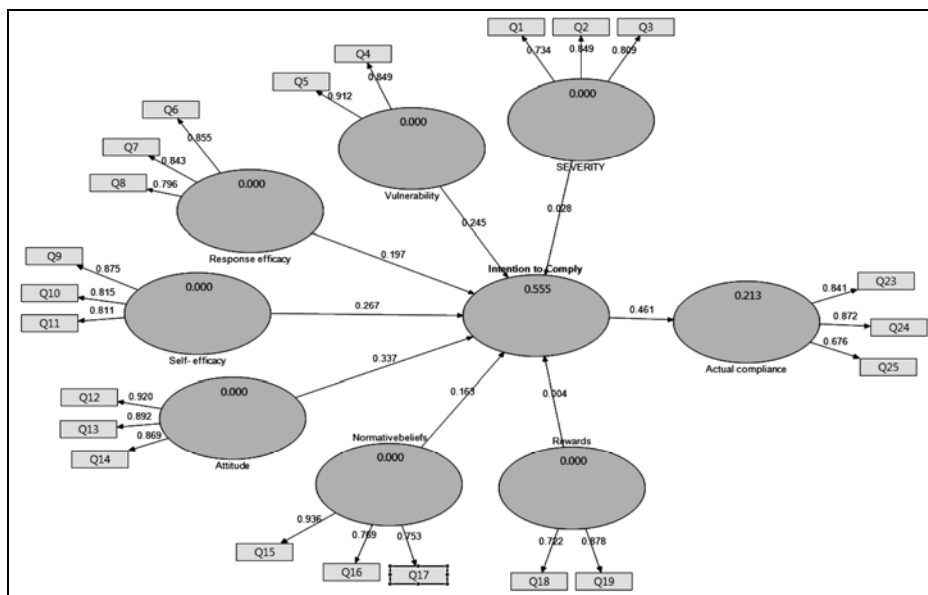 Q1
Q2
Q3
0.734
0.849
0.809
0.000
SEVERITY
0.028
Q4
Q5
0.849
0.912
0.000
Vulnerability
0.245
Q6
Q7
Q8
0.855
0.843
0.796
0.000
Response efficacy
0.197
Q9
Q10
Q11
0.875
0.815
0.811
0.000
Self- efficacy
0.267
Intention to Comply
0.555
0.461
0.213
Actual compliance
0.841
0.872
0.676
Q23
Q24
Q25
Q12
Q13
Q14
0.920
0.892
0.869
0.000
Attitude
0.337
Normativebeliefs
0.000
0.163
0.936
0.769
0.753
Q15
Q16
Q17
Rewards
0.000
0.004
0.722
0.878
Q18
Q19